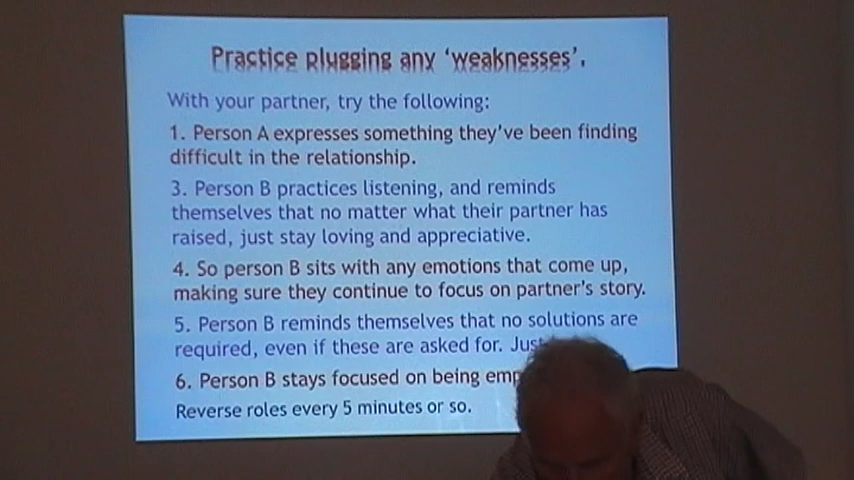 Practice plugging any ‘weaknesses’.
With your partner, try the following:
1. Person A expresses something they’ve been finding
difficult in the relationship.
3. Person B practices listening, and reminds
themselves that no matter what their partner has
raised, just stay loving and appreciative.
4. So person B sits with any emotions that come up,
making sure they continue to focus on partner’s story.
5. Person B reminds themselves that no solutions are
required, even if these are asked for. Just
6. Person B stays focused on being
Reverse roles every 5 minutes or so.